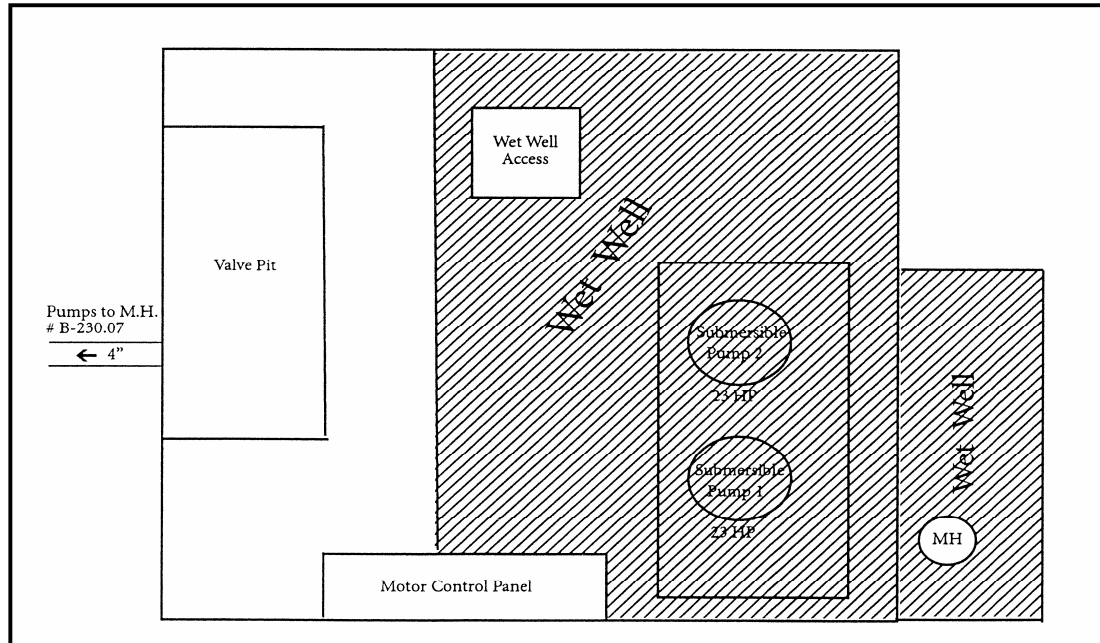 Wet Well
Access
Wet Well
Valve Pit
Pumps to M.H.
# B-230.07
← 4”
Submersible
Pump 2
23 HP
Submersible
Pump 1
23 HP
Wet Well
MH
Motor Control Panel